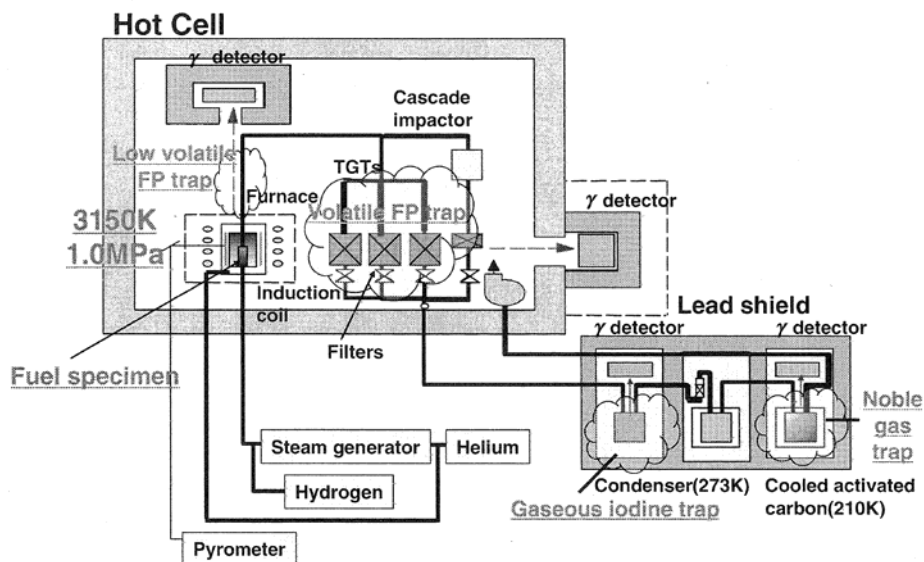 Hot Cell
γ detector
Cascade
impactor
Low volatile
FP trap
TGTs
Furnace
Volatile FP trap
γ detector
3150K
1.0MPa
Induction
coil
Filters
Lead shield
γ detector
γ detector
Fuel specimen
Noble
gas
trap
Steam generator
Helium
Hydrogen
Condenser(273K)
Cooled activated
carbon(210K)
Gaseous iodine trap
Pyrometer